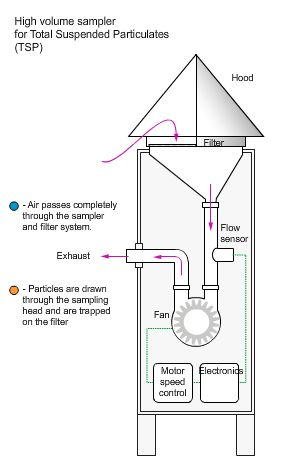 High volume sampler
for Total Suspended Particulates
(TSP)
Hood
Filter
- Air passes completely
through the sampler
and filter system.
Flow
sensor
Exhaust
- Particles are drawn
through the sampling
head and are trapped
on the filter
Fan
Motor
speed
control
Electronics